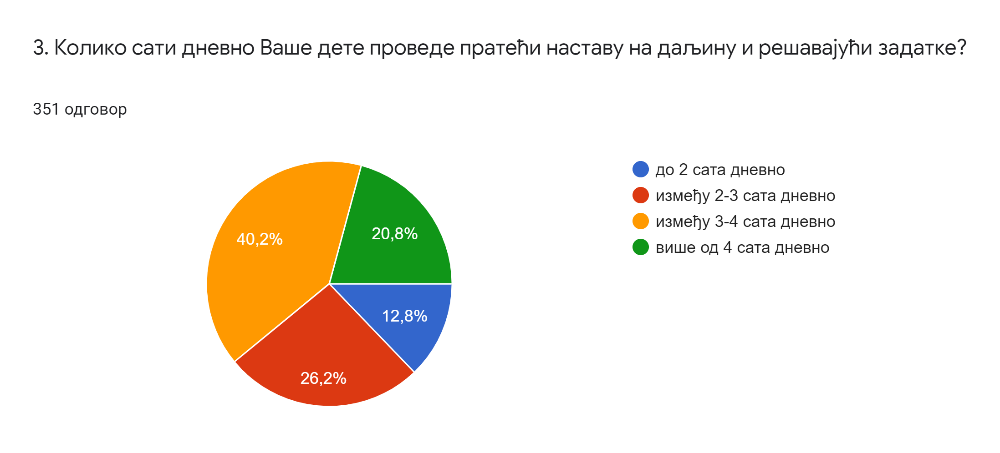 3. Колико сати дневно Ваше дете проведе пратећи наставу на даљину и решавајући задатке?
351 одговор
до 2 сата дневно
између 2-3 сата дневно
између 3-4 сата дневно
више од 4 сата дневно
20,8%
40,2%
12,8%
26,2%